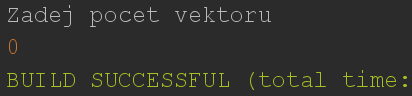 Zadej pocet vektoru
0
BUILD SUCCESSFUL (total time: